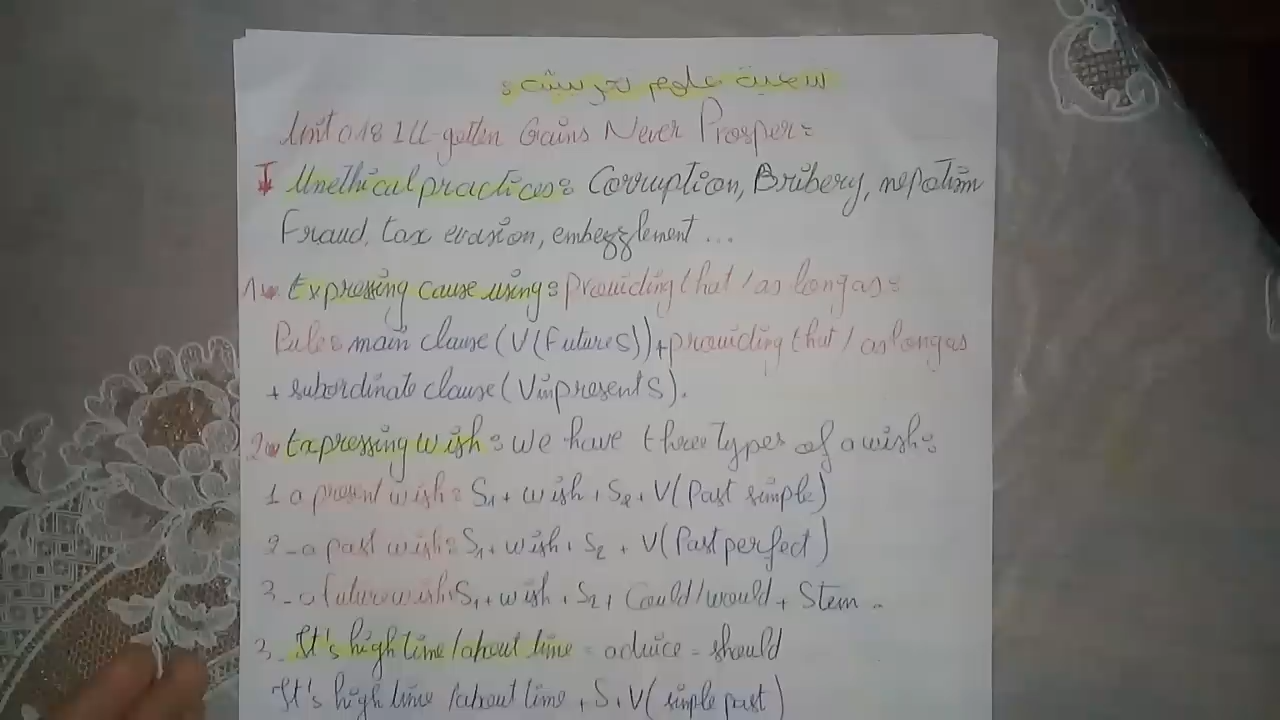 شعبة علوم تجريبية :
Unit 01: Ill-gotten Gains Never Prosper:
I Unethical practices: Corruption, Bribery, nepotism
Fraud, tax evasion, embezzlement ...
1 Expressing cause using: providing that / as long as:
Rule: main clause (V(future S)) + providing that / as long as
+ subordinate clause (V in present S).
2 Expressing wish: we have three types of a wish:
1 a present wish: S1 + wish + S2 + V (Past simple)
2 - a past wish: S1 + wish + S2 + V (Past perfect)
3 - a future wish: S1 + wish + S2 + Could/would + Stem .
3 - It's high time / about time = advice = should
It's high time / about time + S + V (simple past)